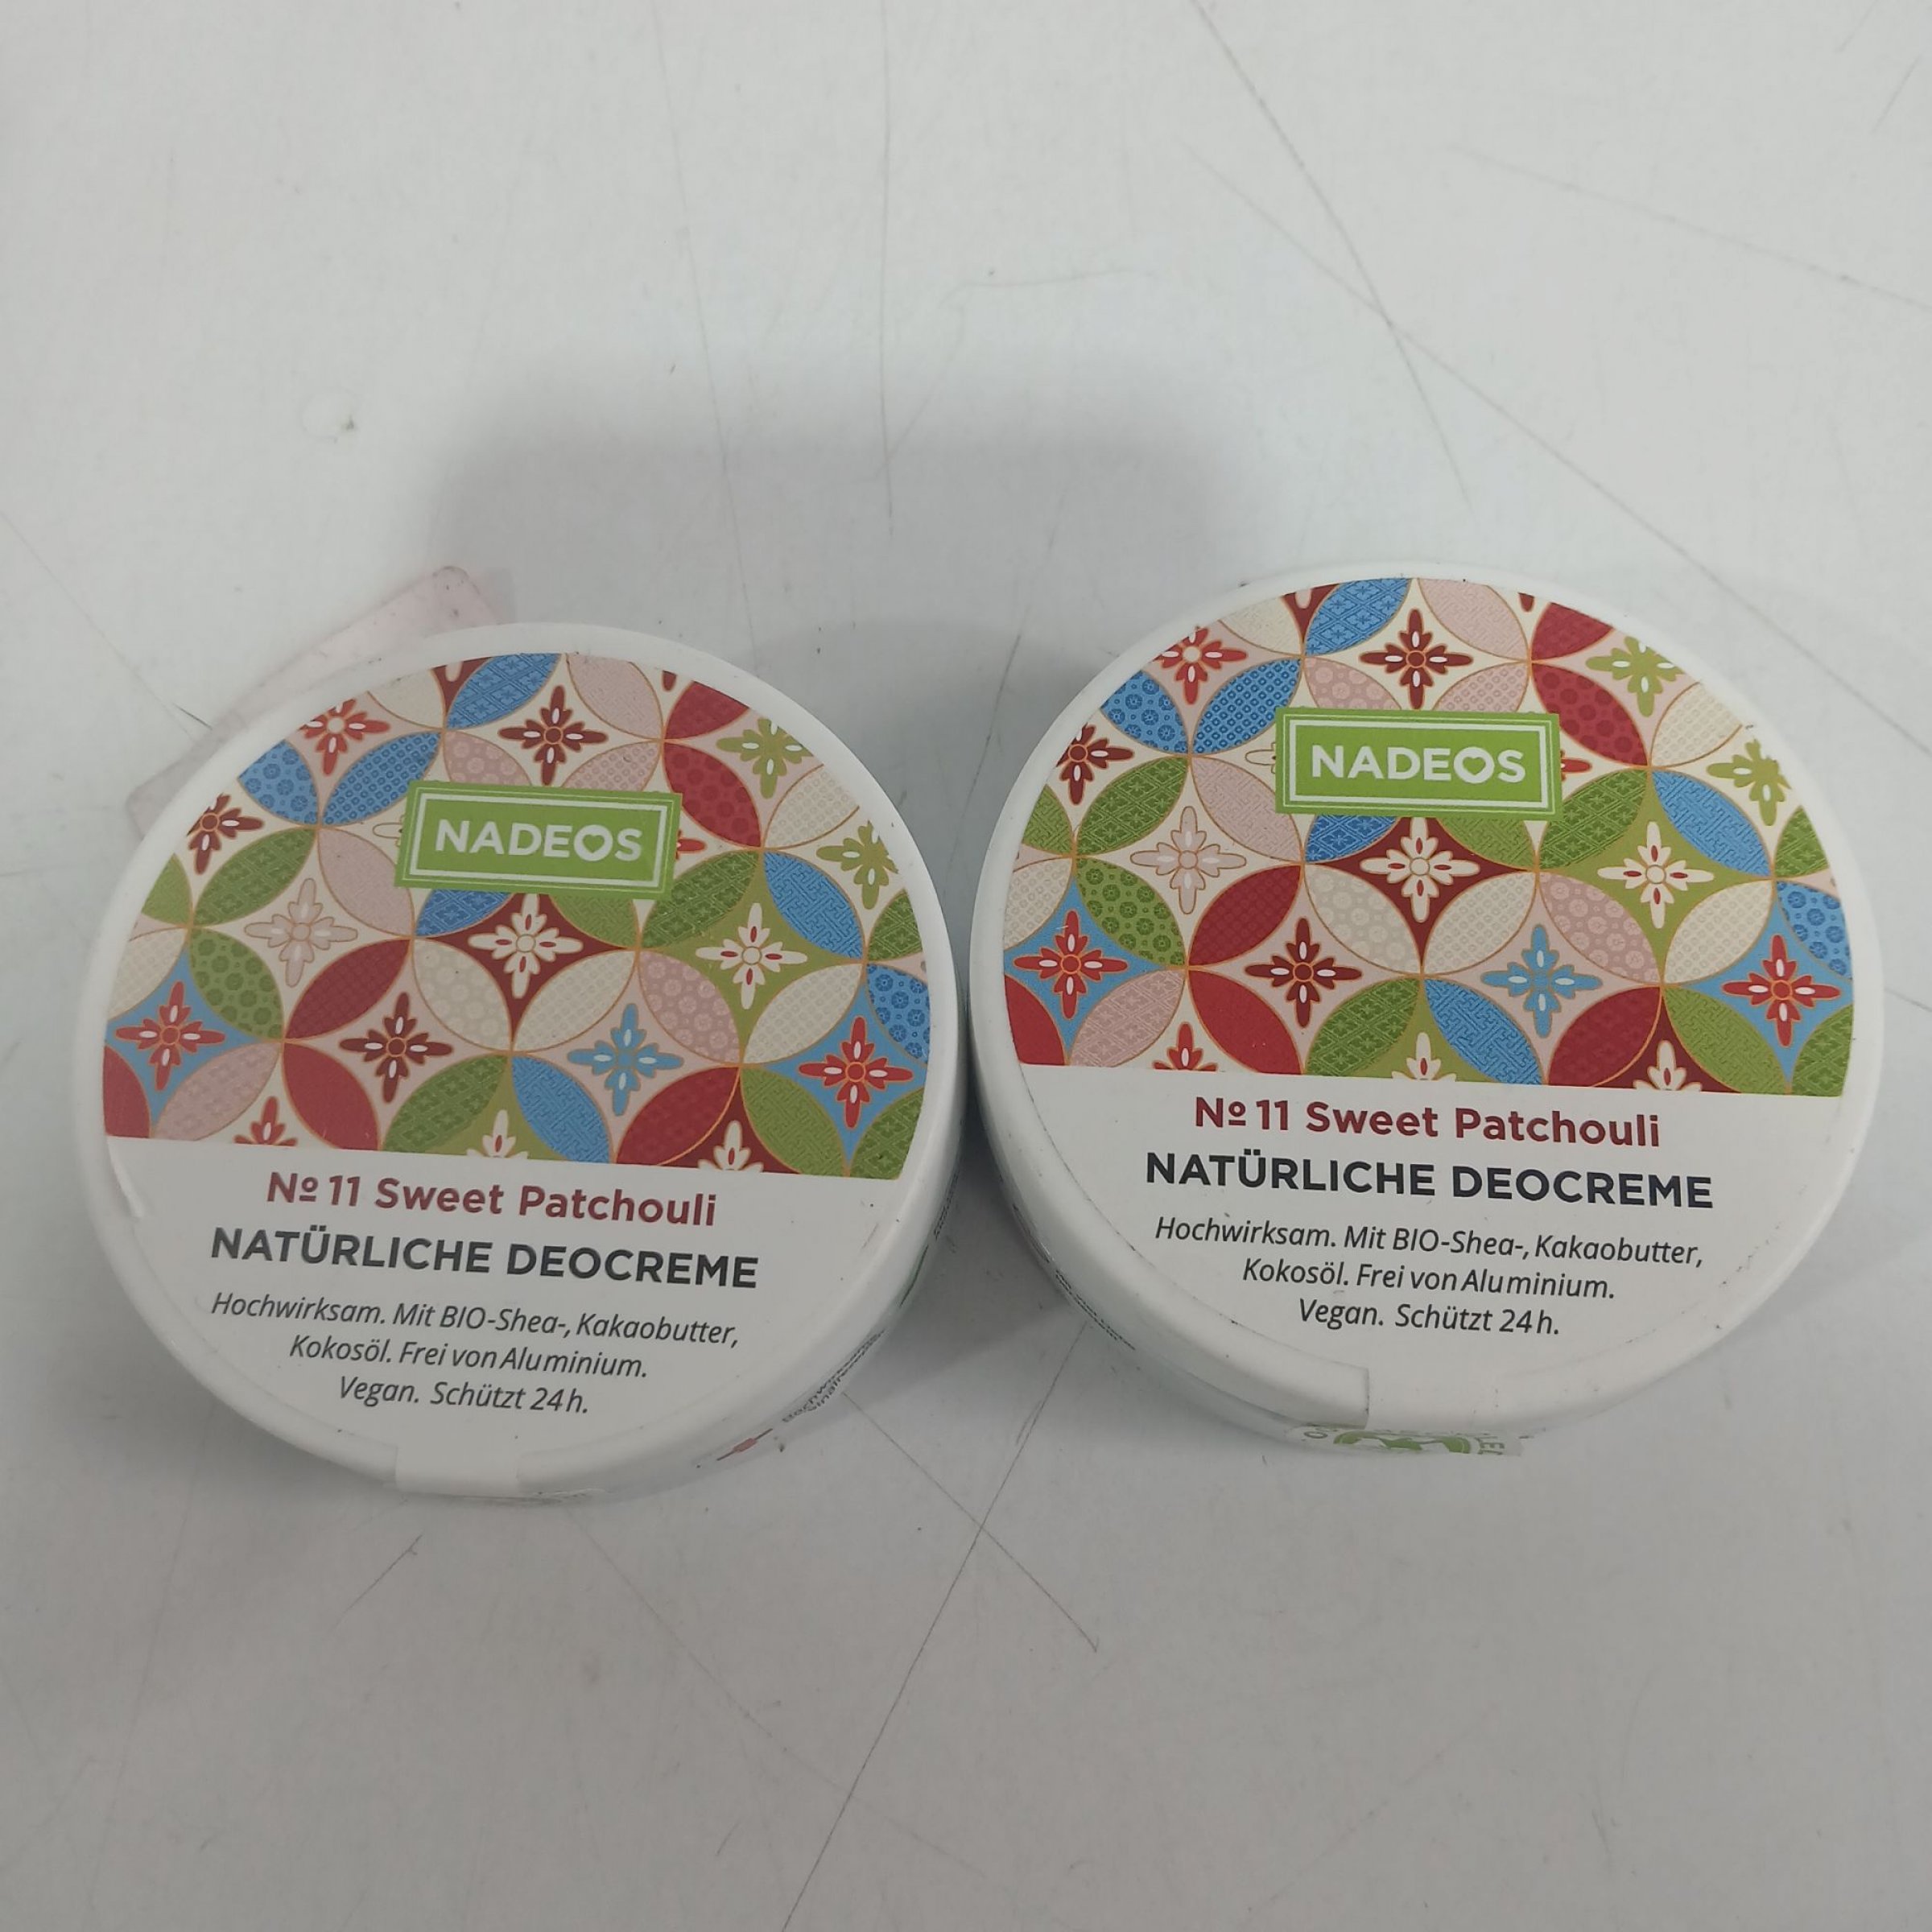 NADEOS
№ 11 Sweet Patchouli
NATÜRLICHE DEOCREME
Hochwirksam. Mit BIO-Shea-, Kakaobutter,
Kokosöl. Frei von Aluminium.
Vegan. Schützt 24h.
NADEOS
№ 11 Sweet Patchouli
NATÜRLICHE DEOCREME
Hochwirksam. Mit BIO-Shea-, Kakaobutter,
Kokosöl. Frei von Aluminium.
Vegan. Schützt 24h.